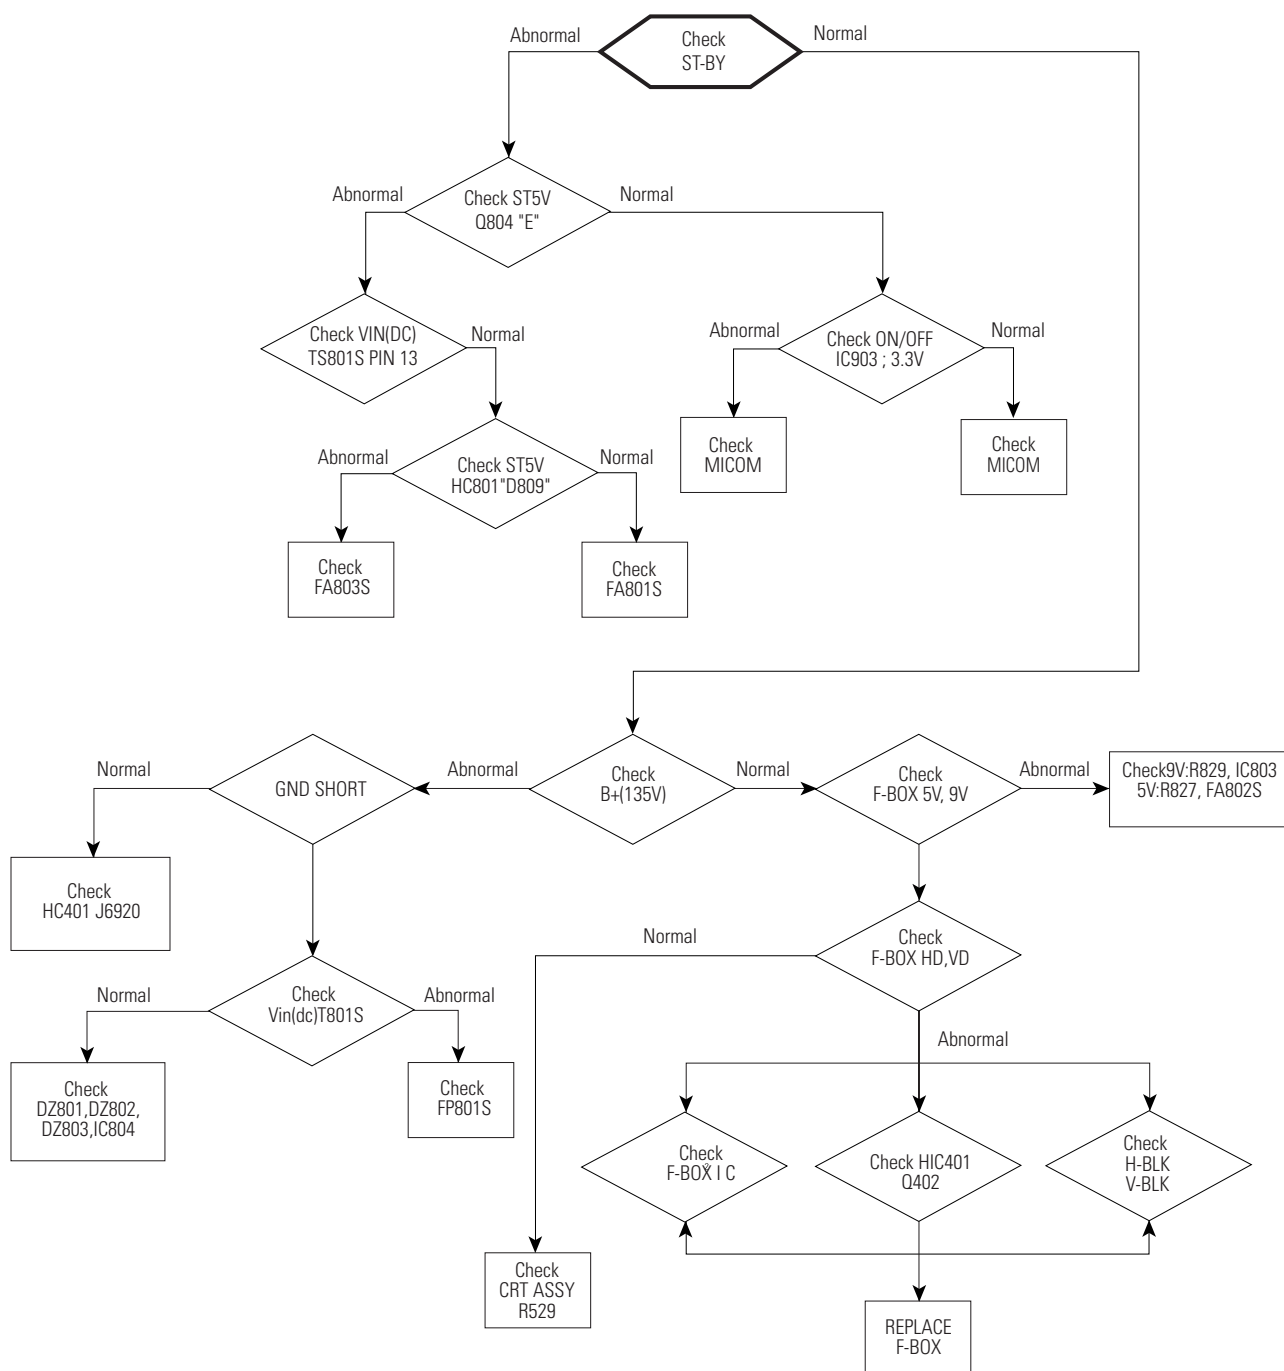 Abnormal
Check
ST-BY
Normal
Abnormal
Check ST5V
Q804 "E"
Normal
Check VIN(DC)
TS801S PIN 13
Normal
Abnormal
Check ON/OFF
IC903 ; 3.3V
Normal
Abnormal
Check ST5V
HC801"D809"
Normal
Check
MICOM
Check
MICOM
Check
FA803S
Check
FA801S
Normal
GND SHORT
Abnormal
Check
B+(135V)
Normal
Check
F-BOX 5V, 9V
Abnormal
Check9V:R829, IC803
5V:R827, FA802S
Check
HC401 J6920
Normal
Check
F-BOX HD,VD
Normal
Check
Vin(dc)T801S
Abnormal
Abnormal
Check
DZ801,DZ802,
DZ803,IC804
Check
FP801S
Check
F-BOX I C
Check HIC401
Q402
Check
H-BLK
V-BLK
Check
CRT ASSY
R529
REPLACE
F-BOX